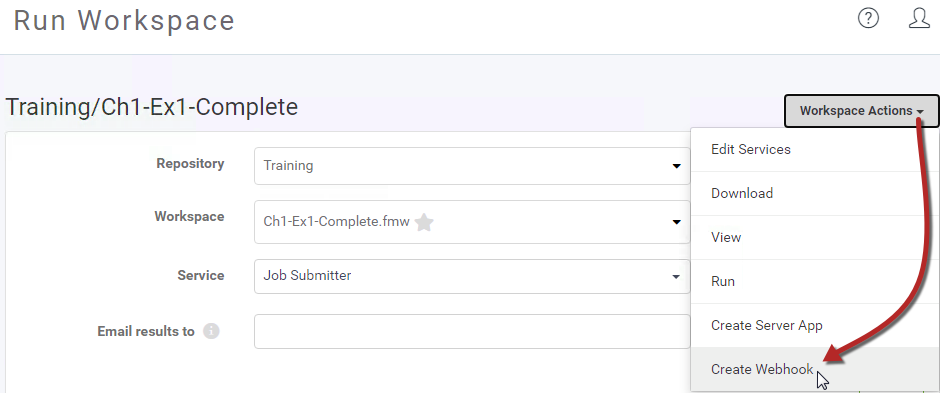 Run Workspace
?
Training/Ch1-Ex1-Complete
Workspace Actions
Repository
Training
Workspace
Ch1-Ex1-Complete.fmw
Service
Job Submitter
Email results to
i
Edit Services
Download
View
Run
Create Server App
Create Webhook